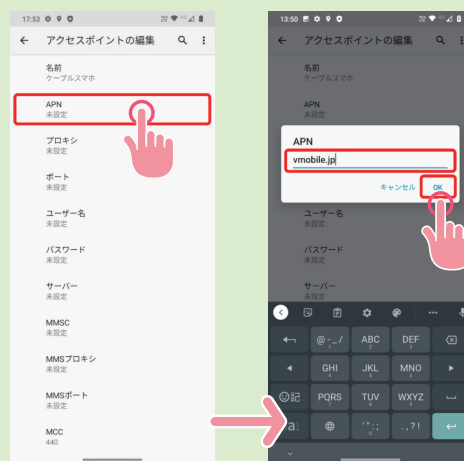 17:53
アクセスポイントの編集
名前
ケーブルスマホ
APN
未設定
プロキシ
未設定
ポート
未設定
ユーザー名
未設定
パスワード
未設定
サーバー
未設定
MMSC
未設定
MMSプロキシ
未設定
MMSポート
未設定
MCC
440
13:50
アクセスポイントの編集
名前
ケーブルスマホ
APN
未設定
APN
vmobile.jp
キャンセル OK
ユーザー名
未設定
パスワード
未設定
サーバー
未設定
@-_/ ABC DEF
GHI JKL MNO
記 PQRS TUV WXYZ
a1 '":; .,?!